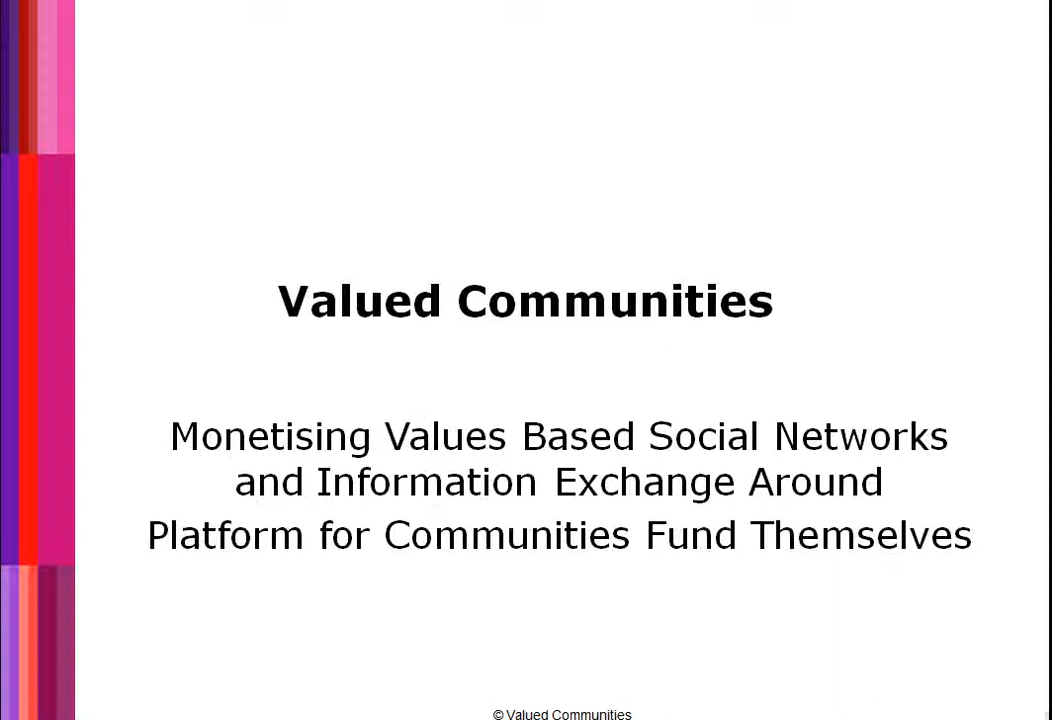 Valued Communities
Monetising Values Based Social Networks
and Information Exchange Around
Platform for Communities Fund Themselves
© Valued Communities